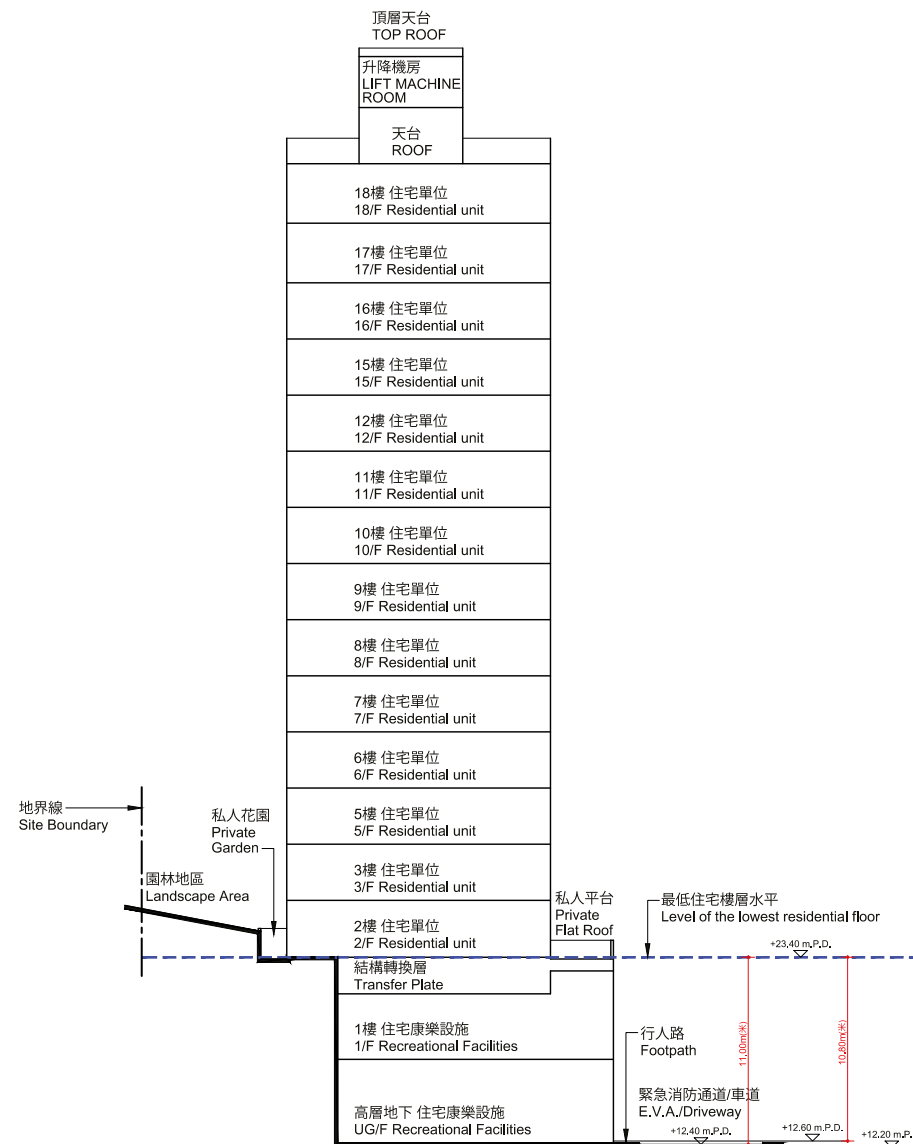 頂層天台
TOP ROOF
升降機房
LIFT MACHINE
ROOM
天台
ROOF
18樓 住宅單位
18/F Residential unit
17樓 住宅單位
17/F Residential unit
16樓 住宅單位
16/F Residential unit
15樓 住宅單位
15/F Residential unit
12樓 住宅單位
12/F Residential unit
11樓 住宅單位
11/F Residential unit
10樓 住宅單位
10/F Residential unit
9樓 住宅單位
9/F Residential unit
8樓 住宅單位
8/F Residential unit
7樓 住宅單位
7/F Residential unit
6樓 住宅單位
6/F Residential unit
5樓 住宅單位
5/F Residential unit
3樓 住宅單位
3/F Residential unit
2樓 住宅單位
2/F Residential unit
地界線
Site Boundary
私人花園
Private
Garden
園林地區
Landscape Area
私人平台
Private
Flat Roof
最低住宅樓層水平
Level of the lowest residential floor
+23.40 m.P.D.
結構轉換層
Transfer Plate
1樓 住宅康樂設施
1/F Recreational Facilities
高層地下 住宅康樂設施
UG/F Recreational Facilities
行人路
Footpath
11.00m(米)
10.80m(米)
緊急消防通道/車道
E.V.A./Driveway
+12.40 m.P.D.
+12.60 m.P.D.
+12.20 m.P.